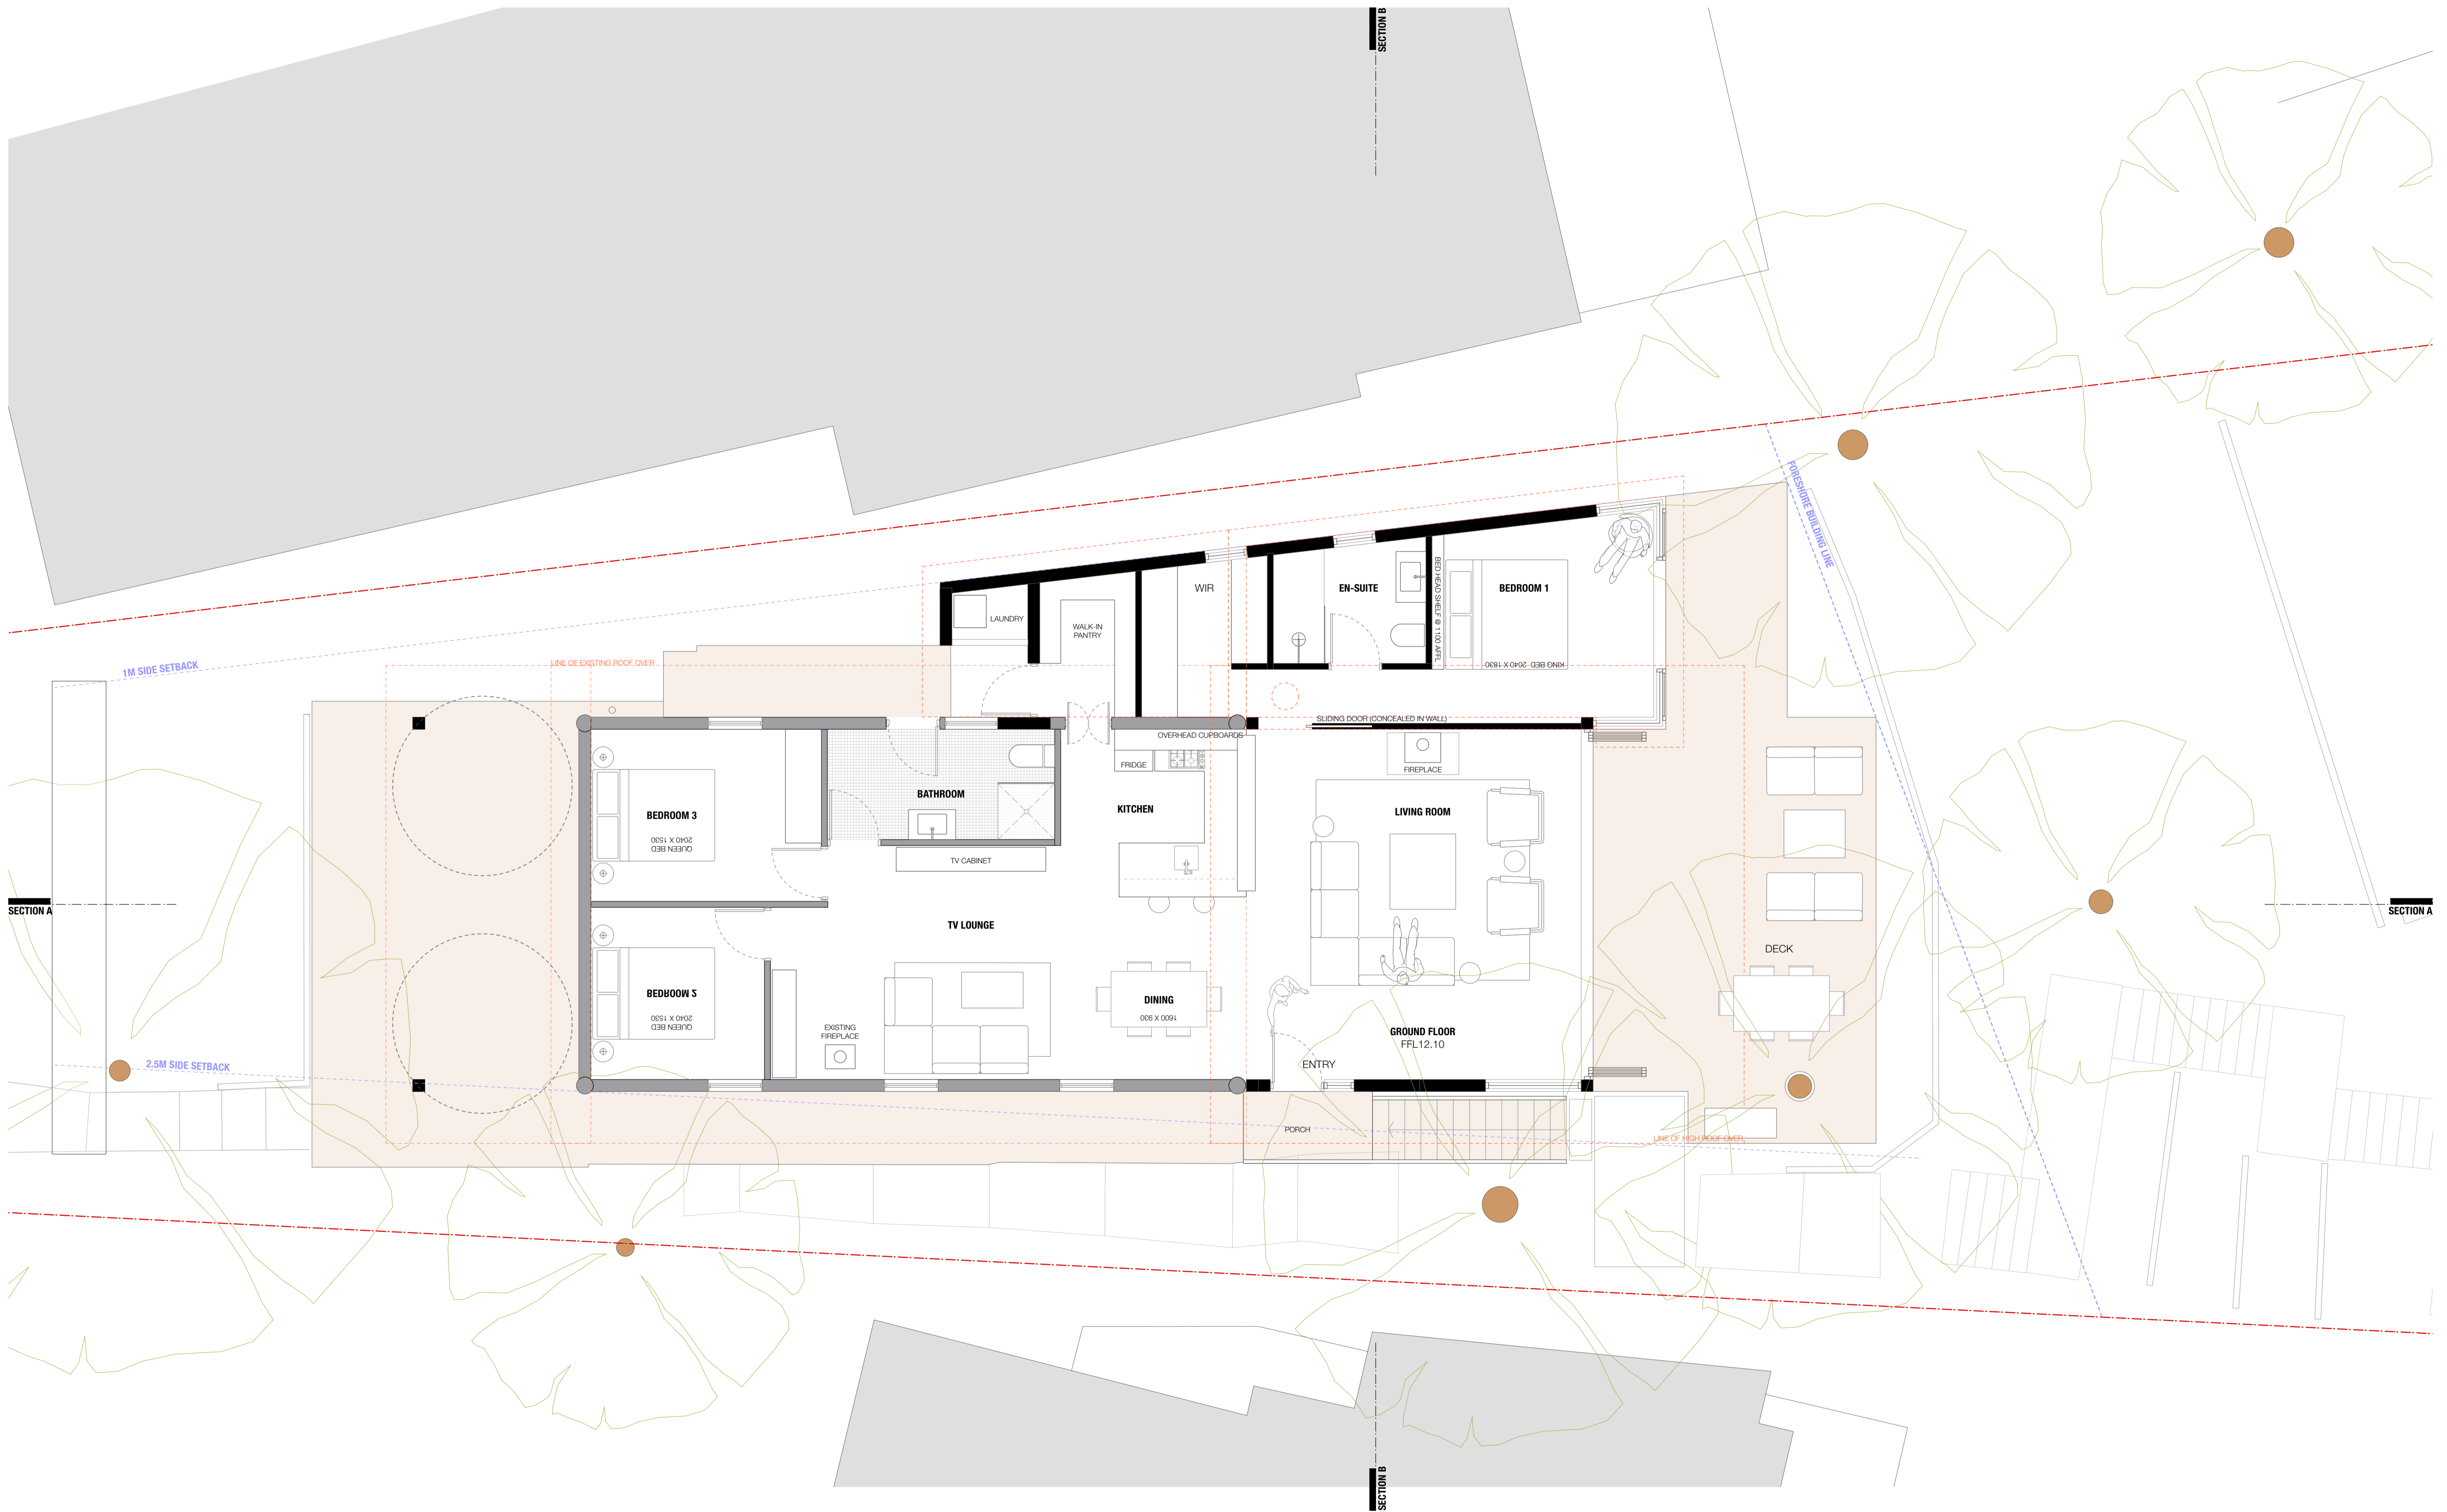 SECTION B
FORESHORE BUILDING LINE
WIR
EN-SUITE
BED HEAD SHELF @ 1100 AFFL
BEDROOM 1
KING BED 2040 X 1830
LAUNDRY
WALK-IN
PANTRY
1M SIDE SETBACK
LINE OF EXISTING ROOF OVER
SLIDING DOOR (CONCEALED IN WALL)
OVERHEAD CUPBOARDS
FRIDGE
FIREPLACE
BATHROOM
KITCHEN
LIVING ROOM
BEDROOM 3
QUEEN BED
2040 X 1530
TV CABINET
SECTION A
SECTION A
TV LOUNGE
DECK
BEDROOM 2
QUEEN BED
2040 X 1530
DINING
1600 X 930
EXISTING
FIREPLACE
GROUND FLOOR
FFL12.10
ENTRY
2.5M SIDE SETBACK
PORCH
LINE OF HIGH ROOF OVER
SECTION B